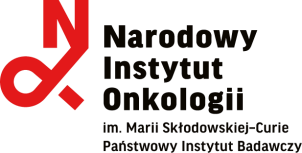 Narodowy
Instytut
Onkologii
im. Marii Skłodowskiej-Curie
Państwowy Instytut Badawczy